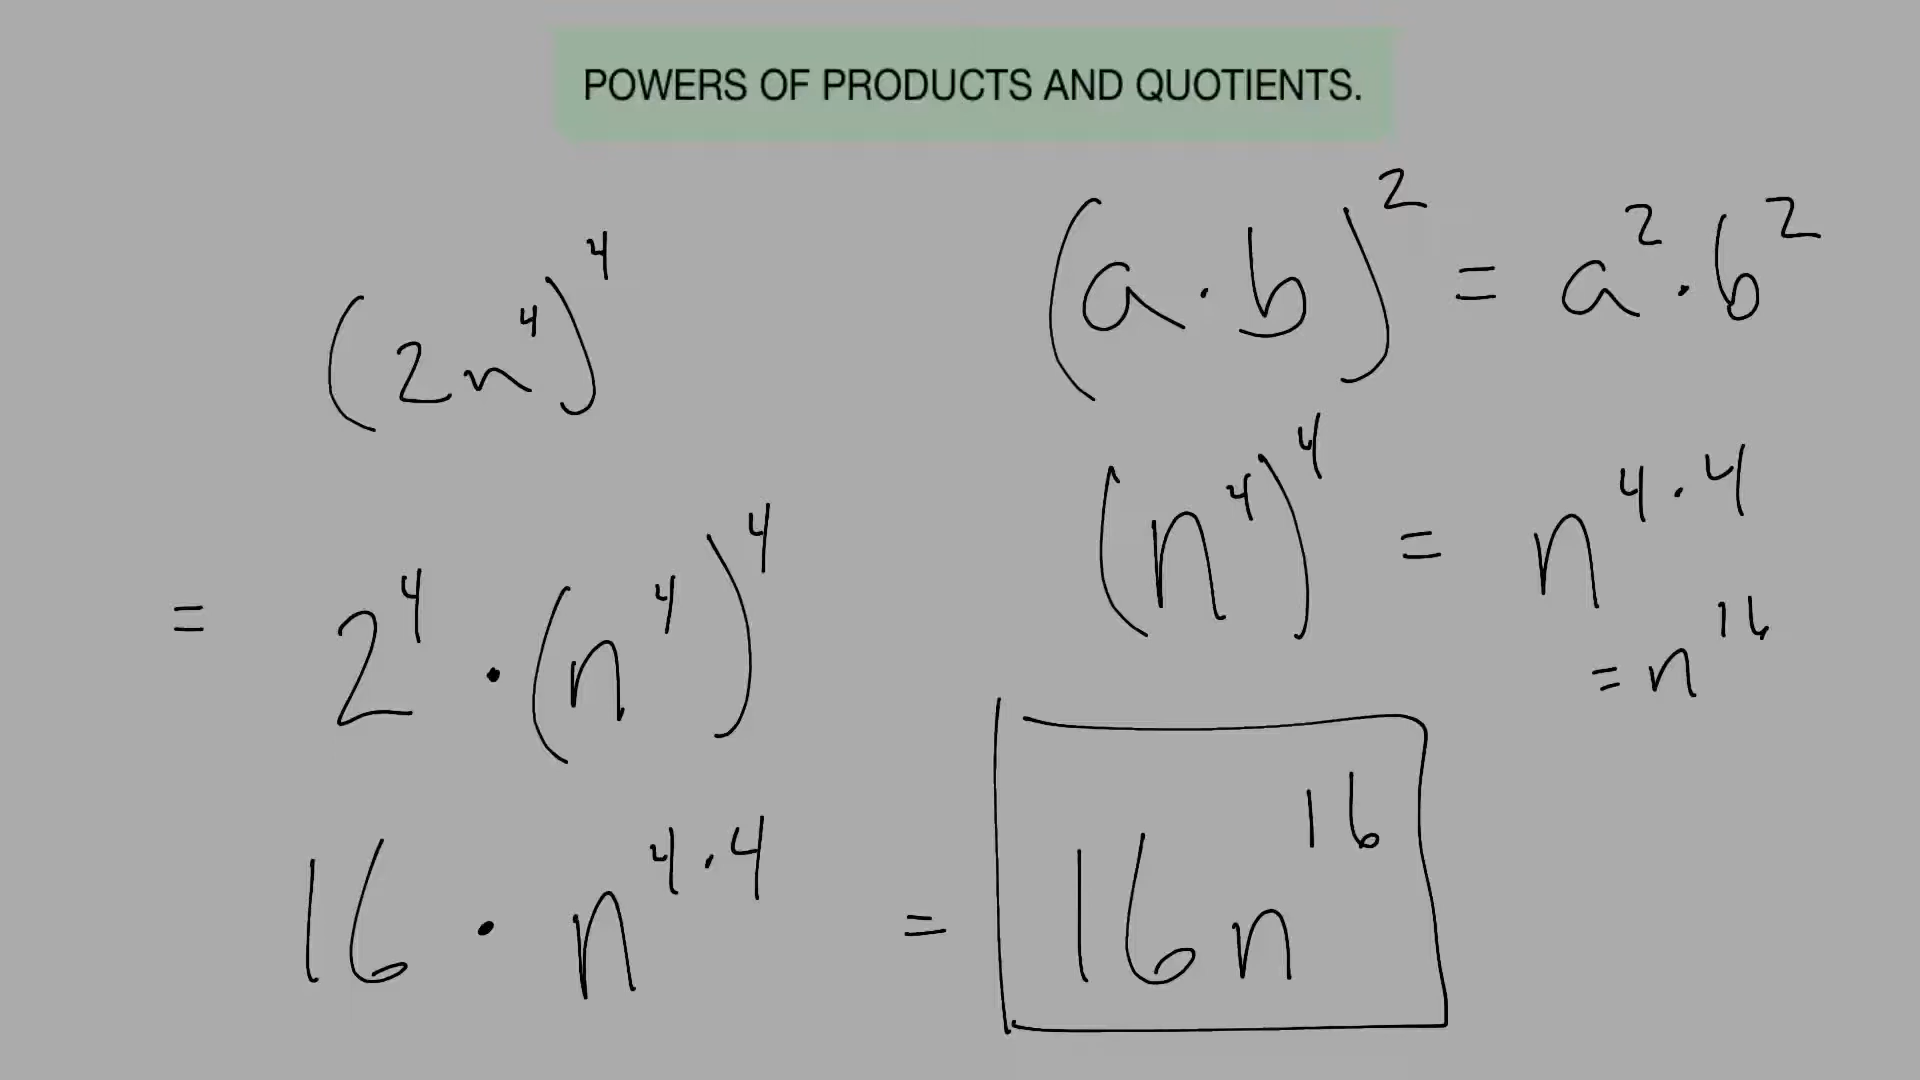 POWERS OF PRODUCTS AND QUOTIENTS.
(2n⁴)⁴
= 2⁴ · (n⁴)⁴
16 · n⁴·⁴ = 16n¹⁶
(a · b)² = a² · b²
(n⁴)⁴ = n⁴·⁴
= n¹⁶